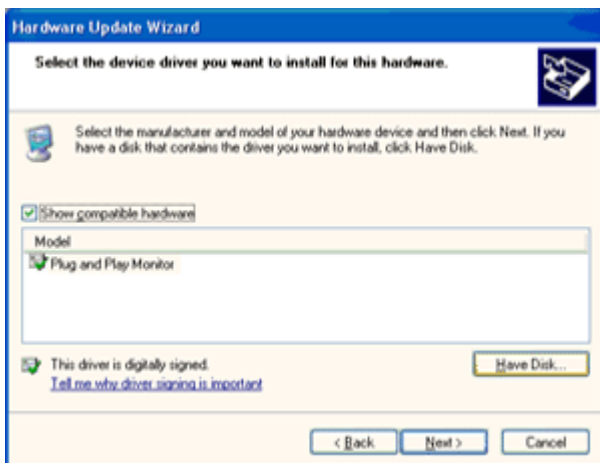 Hardware Update Wizard
Select the device driver you want to install for this hardware.
Select the manufacturer and model of your hardware device and then click Next. If you
have a disk that contains the driver you want to install, click Have Disk.
Show compatible hardware
Model
Plug and Play Monitor
This driver is digitally signed.
Have Disk...
Tell me why driver signing is important
< Back
Next >
Cancel